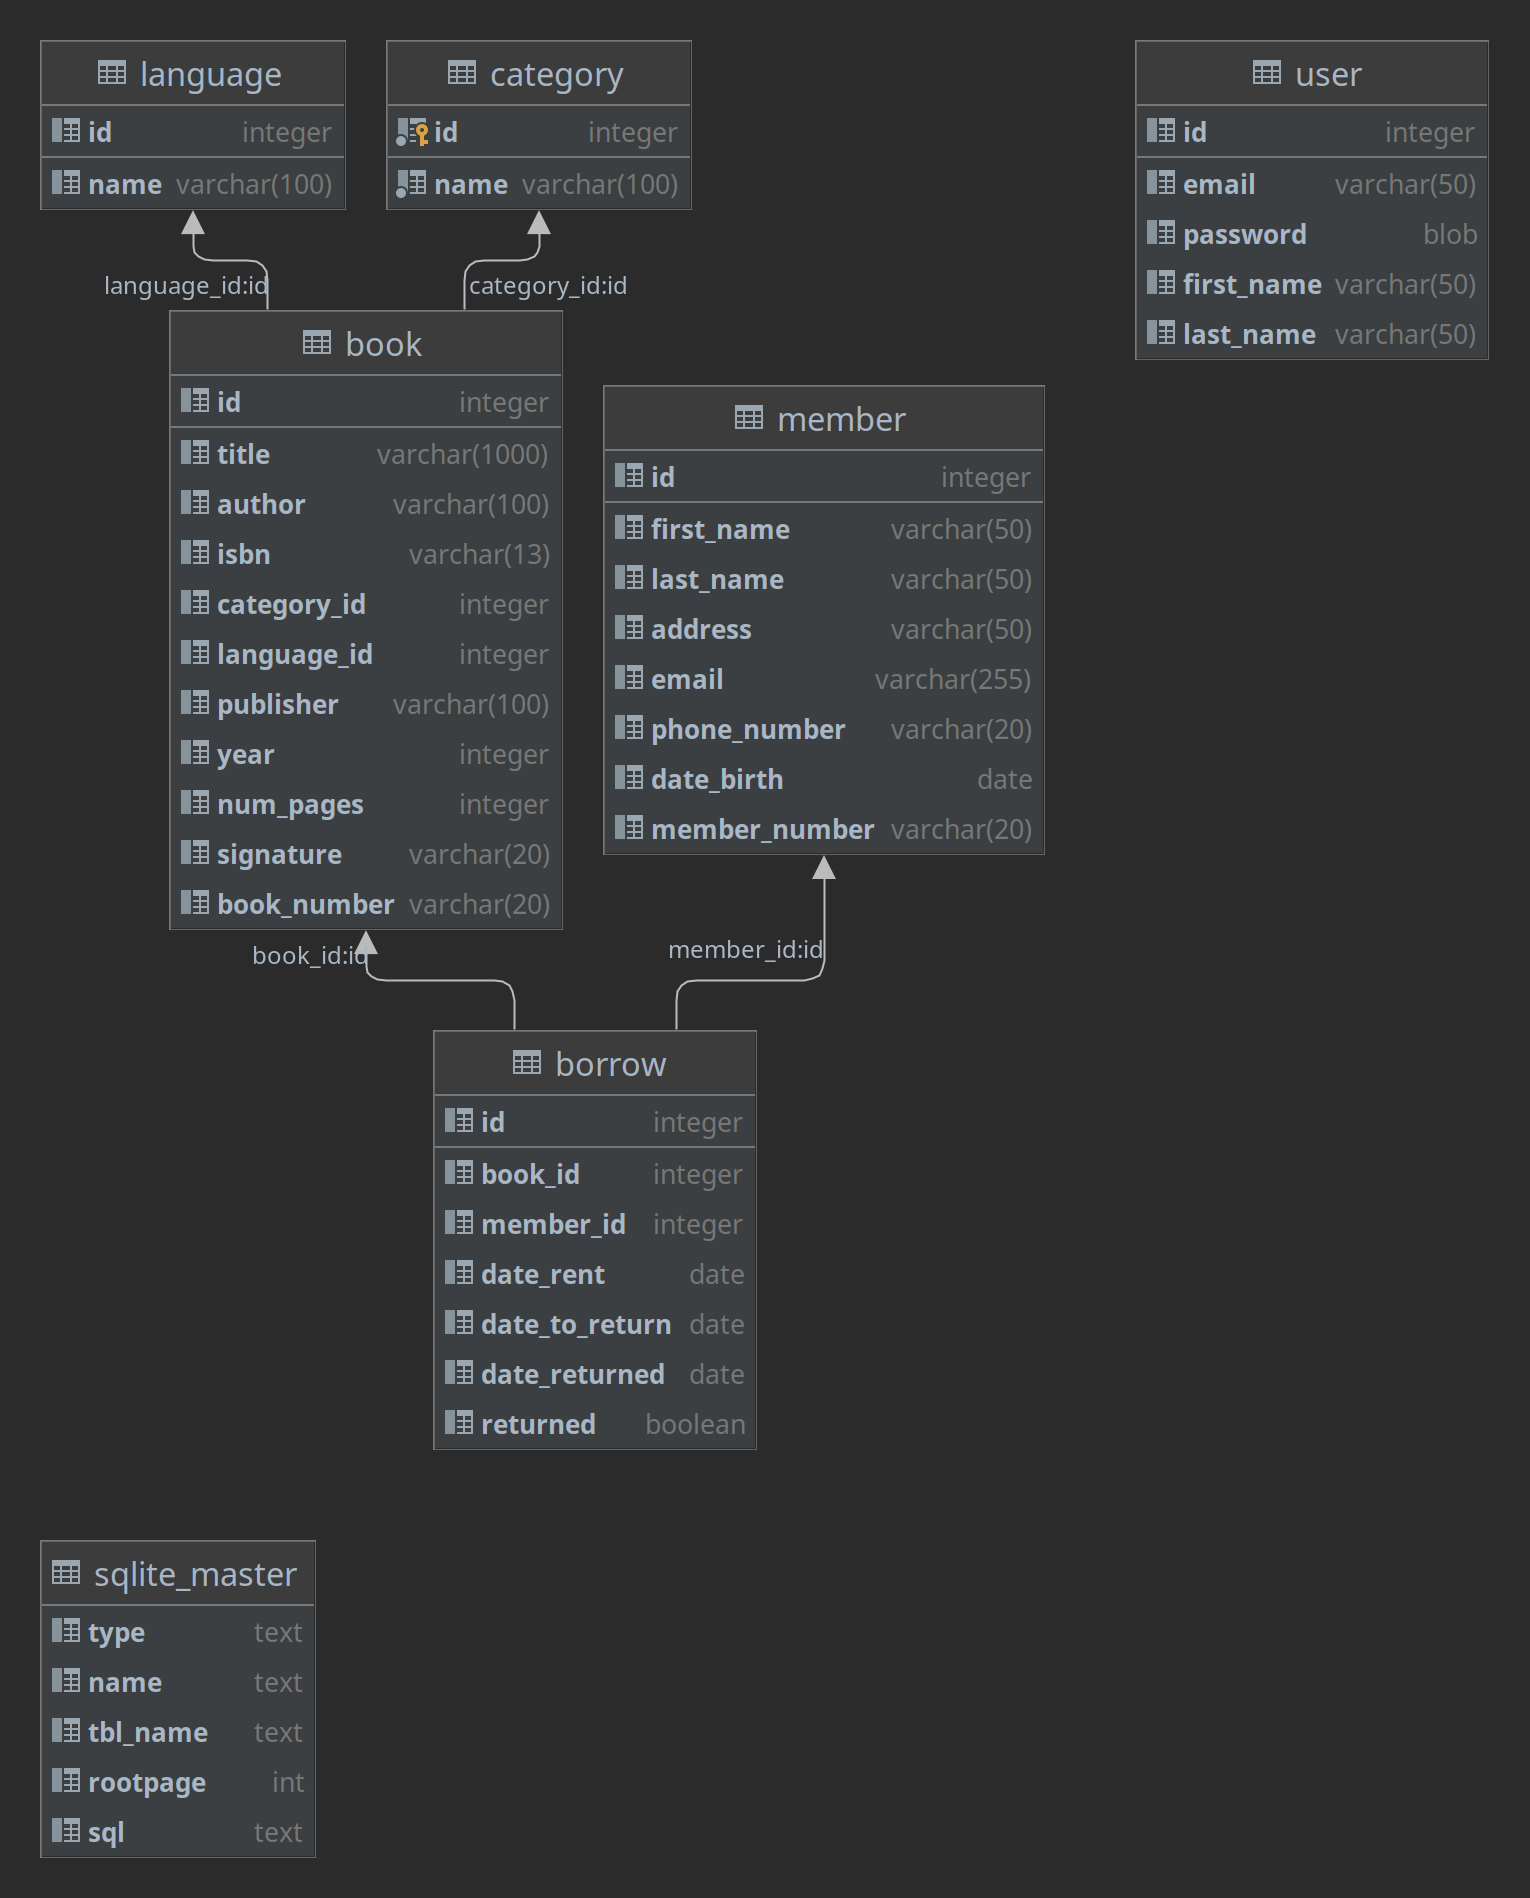 language
id integer
name varchar(100)
category
id integer
name varchar(100)
user
id integer
email varchar(50)
password blob
first_name varchar(50)
last_name varchar(50)
language_id:id
category_id:id
book
id integer
title varchar(1000)
author varchar(100)
isbn varchar(13)
category_id integer
language_id integer
publisher varchar(100)
year integer
num_pages integer
signature varchar(20)
book_number varchar(20)
member
id integer
first_name varchar(50)
last_name varchar(50)
address varchar(50)
email varchar(255)
phone_number varchar(20)
date_birth date
member_number varchar(20)
book_id:id
member_id:id
borrow
id integer
book_id integer
member_id integer
date_rent date
date_to_return date
date_returned date
returned boolean
sqlite_master
type text
name text
tbl_name text
rootpage int
sql text